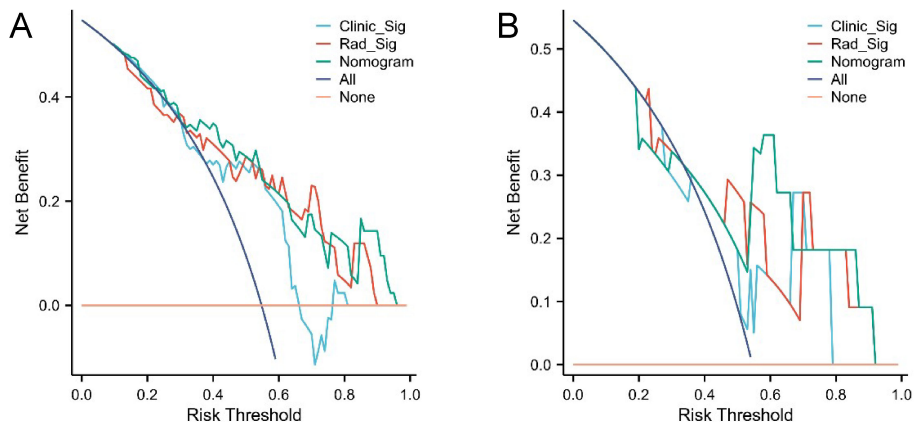 A
Clinic_Sig
Rad_Sig
Nomogram
All
None
Net Benefit
0.4
0.2
0.0
0.0 0.2 0.4 0.6 0.8 1.0
Risk Threshold
B
Clinic_Sig
Rad_Sig
Nomogram
All
None
Net Benefit
0.5
0.4
0.3
0.2
0.1
0.0
0.0 0.2 0.4 0.6 0.8 1.0
Risk Threshold